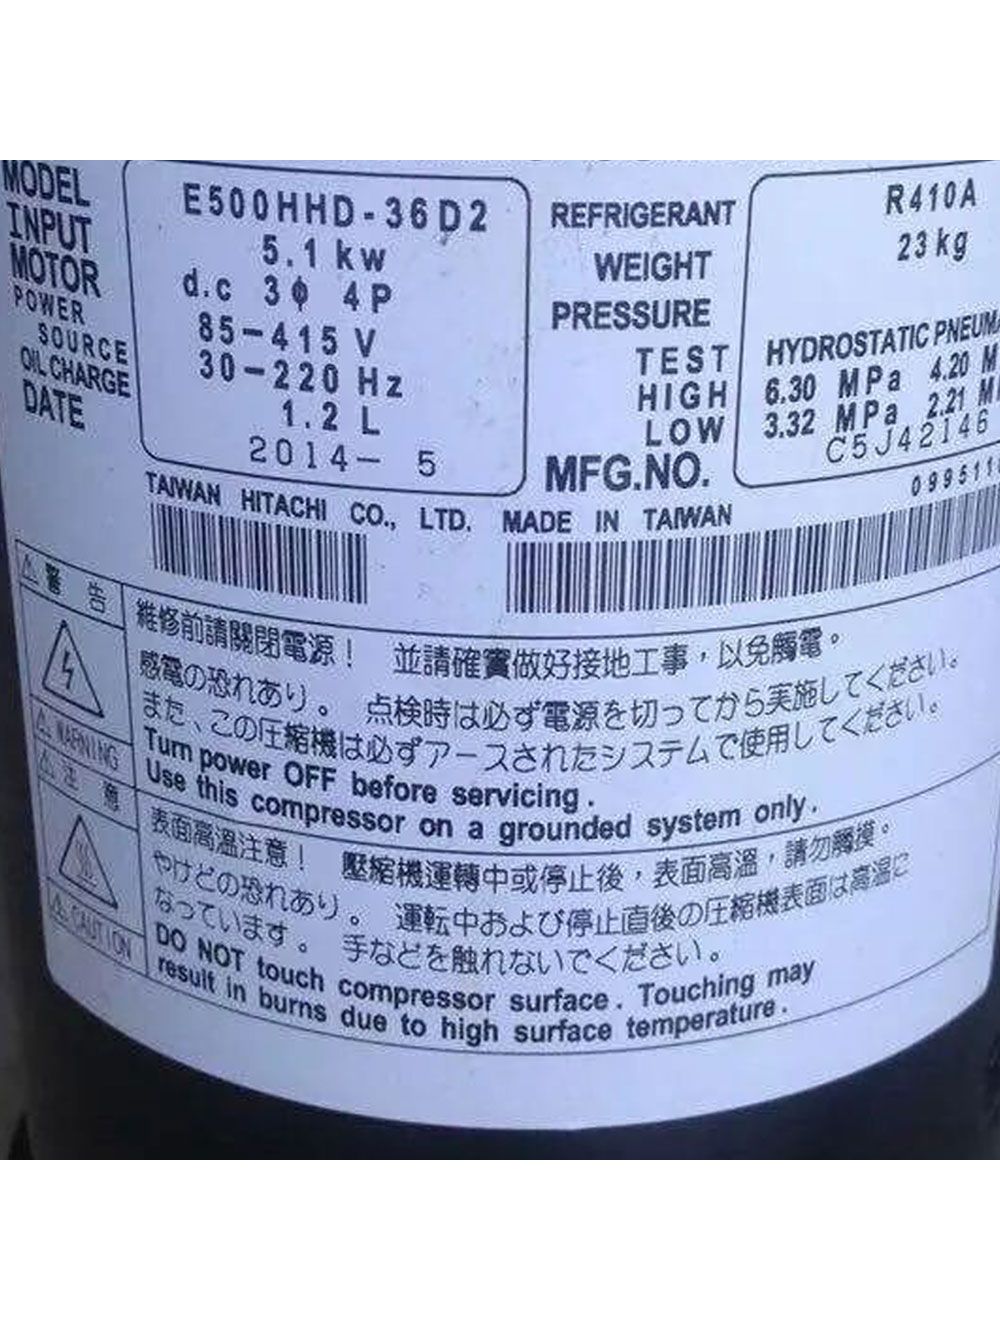 MODEL E500HHD-36D2
INPUT 5.1 kw
MOTOR d.c 3ϕ 4P
POWER SOURCE 85-415 V
30-220 Hz
OIL CHARGE 1.2 L
DATE 2014- 5
REFRIGERANT R410A
WEIGHT 23kg
PRESSURE HYDROSTATIC
TEST 6.30 MPa 4.20
HIGH 3.32 MPa 2.21
LOW
MFG.NO. C5J42146
TAIWAN HITACHI CO., LTD. MADE IN TAIWAN
⚠警告
維修前請關閉電源! 並請確實做好接地工事，以免觸電。
感電の恐れあり。 点検時は必ず電源を切ってから実施してください。
また、この圧縮機は必ずアースされたシステムで使用してください。
⚠WARNING
Turn power OFF before servicing.
Use this compressor on a grounded system only.
⚠注意
表面高溫注意! 壓縮機運轉中或停止後，表面高溫，請勿觸摸。
やけどの恐れあり。 運転中および停止直後の圧縮機表面は高温に
なっています。 手などを触れないでください。
⚠CAUTION
DO NOT touch compressor surface. Touching may
result in burns due to high surface temperature.